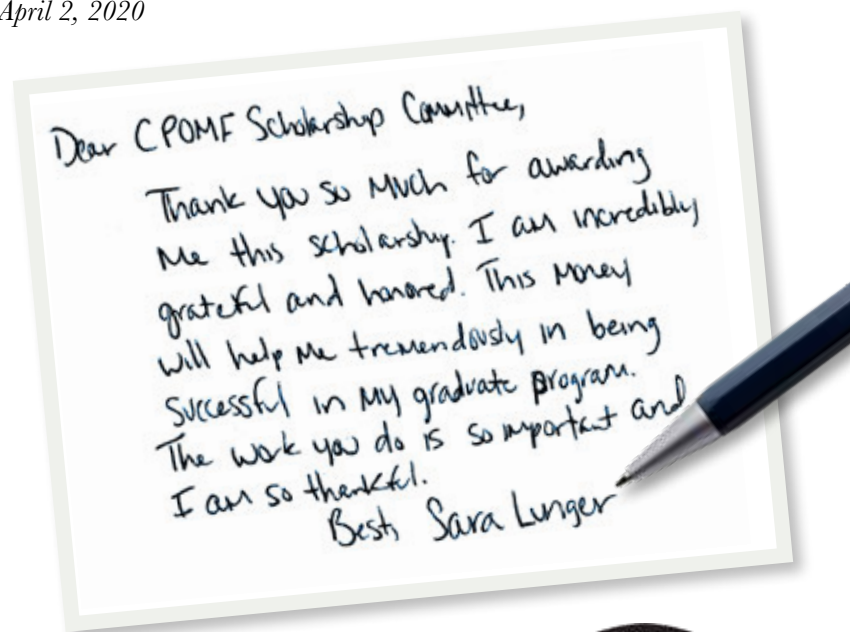 April 2, 2020
Dear CPOMF Scholarship Committee,
Thank you so much for awarding
me this scholarship. I am incredibly
grateful and honored. This money
will help me tremendously in being
successful in my graduate program.
The work you do is so important and
I am so thankful.
Best, Sara Lunger